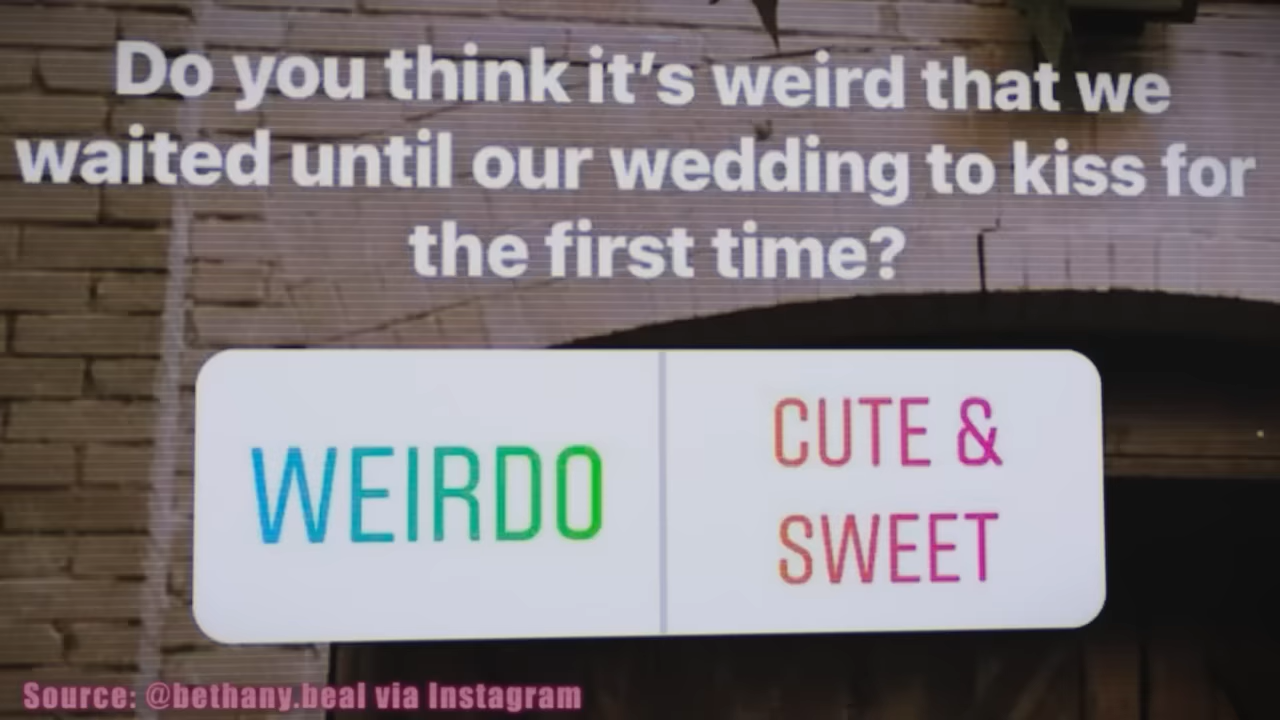 Do you think it's weird that we
waited until our wedding to kiss for
the first time?
WEIRDO
CUTE &
SWEET
Source: @bethany.beal via Instagram